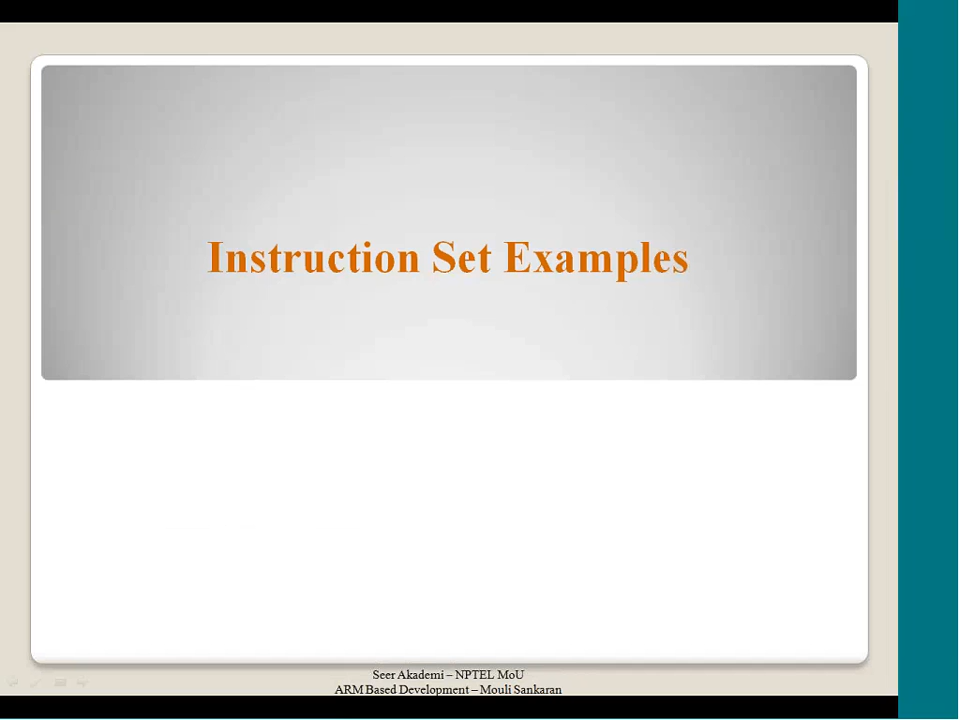 Instruction Set Examples
Seer Akademi – NPTEL MoU
ARM Based Development – Mouli Sankaran